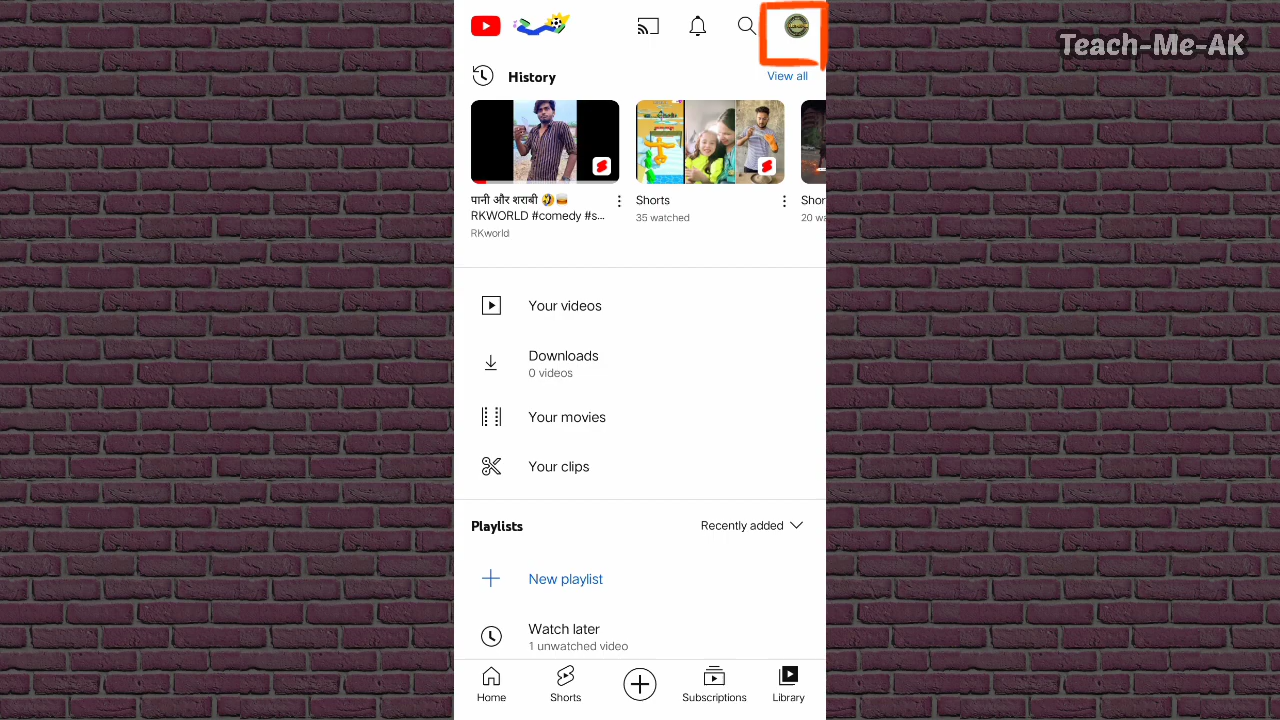 Teach-Me-AK
History
View all
पानी और शराबी 🤣🥃
RKWORLD #comedy #s...
RKworld
Shorts
35 watched
Shor
20 wa
Your videos
Downloads
0 videos
Your movies
Your clips
Playlists
Recently added
New playlist
Watch later
1 unwatched video
Home
Shorts
Subscriptions
Library